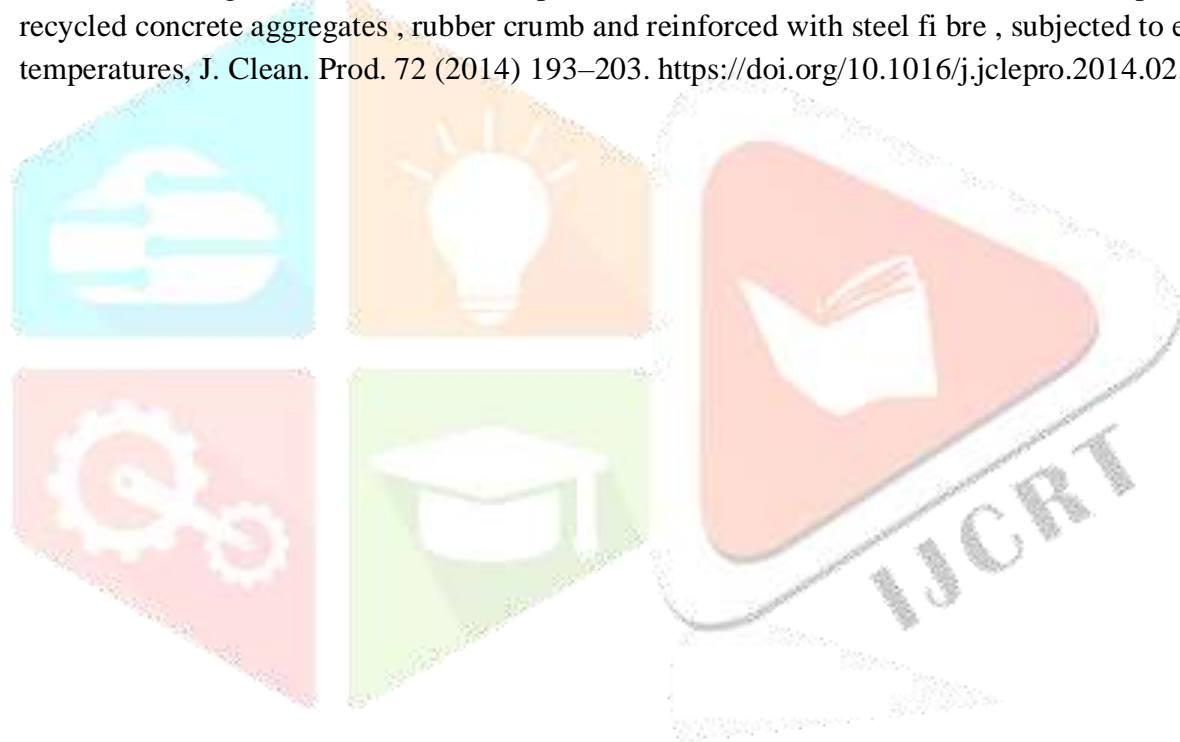 recycled concrete aggregates , rubber crumb and reinforced with steel fi bre , subjected to e
temperatures, J. Clean. Prod. 72 (2014) 193–203. https://doi.org/10.1016/j.jclepro.2014.02
IJCRT